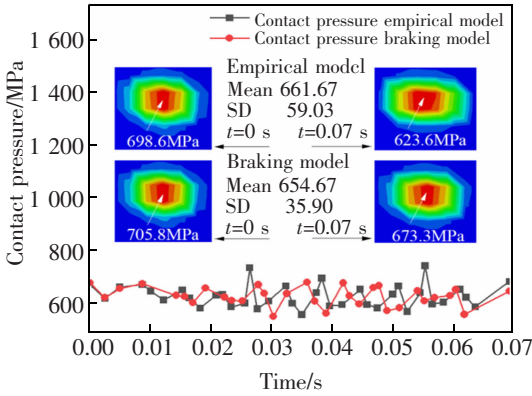 Contact pressure empirical model
Contact pressure braking model
1 600
1 400
1 200
1 000
800
600
Contact pressure/MPa
Empirical modcl
Mean 661.67
SD 59.03
t=0 s t=0.07 s
698.6MPa
623.6MPa
Braking model
Mean 654.67
SD 35.90
t=0 s t=0.07 s
705.8MPa
673.3MPa
0.00 0.01 0.02 0.03 0.04 0.05 0.06 0.07
Time/s